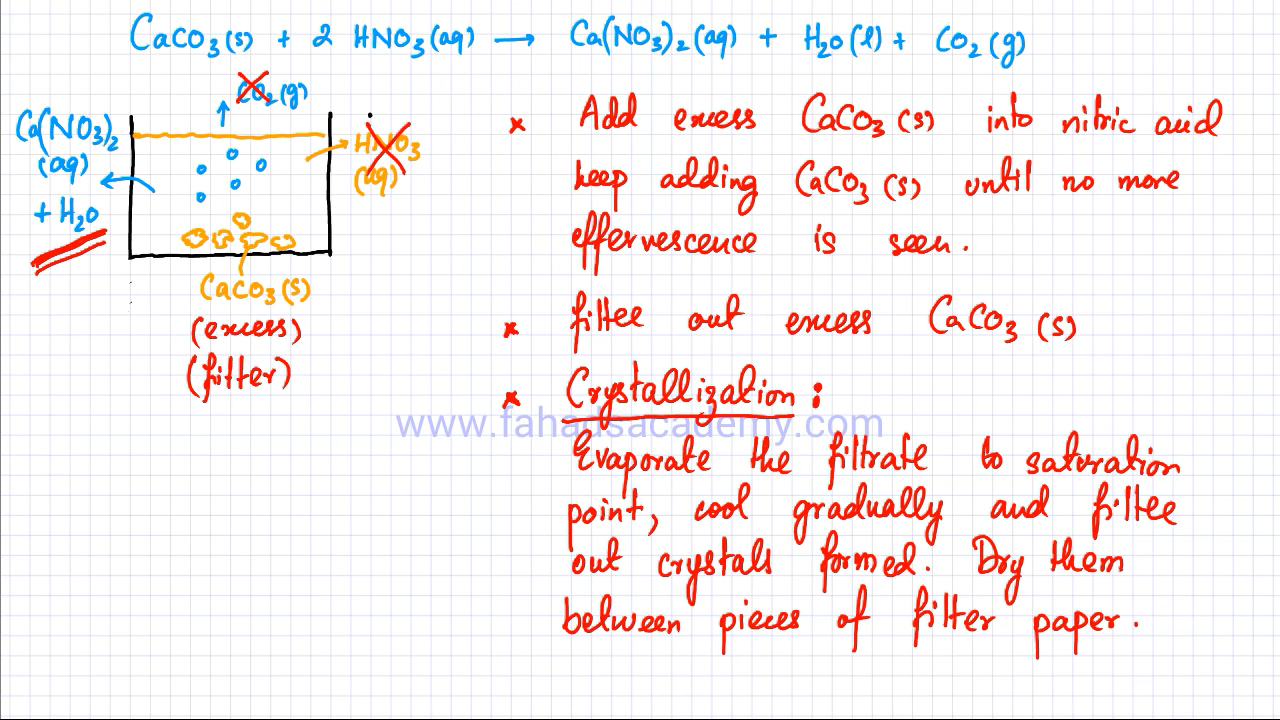 CaCO3(s) + 2 HNO3(aq) → Ca(NO3)2(aq) + H2O(l) + CO2(g)
CO2(g)
Ca(NO3)2
(aq)
+ H2O
HNO3
(aq)
CaCO3(s)
(excess)
(filter)
× Add excess CaCO3(s) into nitric acid
keep adding CaCO3(s) until no more
effervescence is seen.
× filter out excess CaCO3(s)
× Crystallization:
www.fahadsacademy.com
Evaporate the filtrate to saturation
point, cool gradually and filter
out crystals formed. Dry them
between pieces of filter paper.